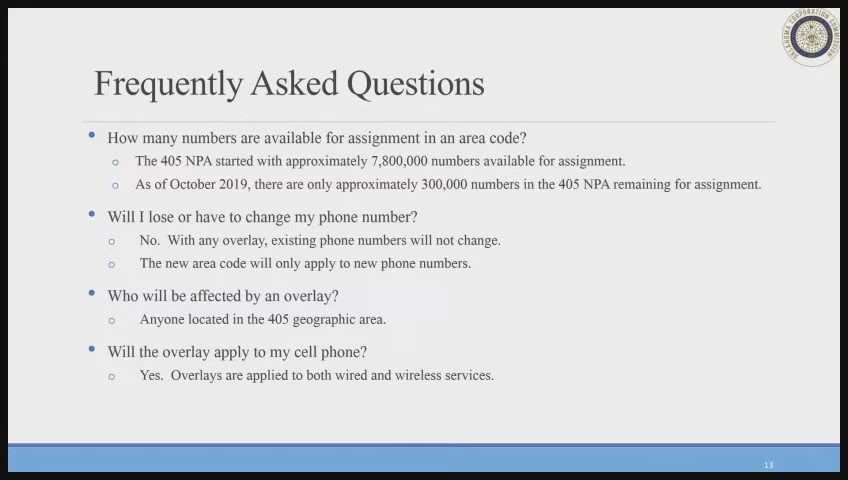 OKLAHOMA CORPORATION COMMISSION
Frequently Asked Questions
• How many numbers are available for assignment in an area code?
o The 405 NPA started with approximately 7,800,000 numbers available for assignment.
o As of October 2019, there are only approximately 300,000 numbers in the 405 NPA remaining for assignment.
• Will I lose or have to change my phone number?
o No. With any overlay, existing phone numbers will not change.
o The new area code will only apply to new phone numbers.
• Who will be affected by an overlay?
o Anyone located in the 405 geographic area.
• Will the overlay apply to my cell phone?
o Yes. Overlays are applied to both wired and wireless services.
13